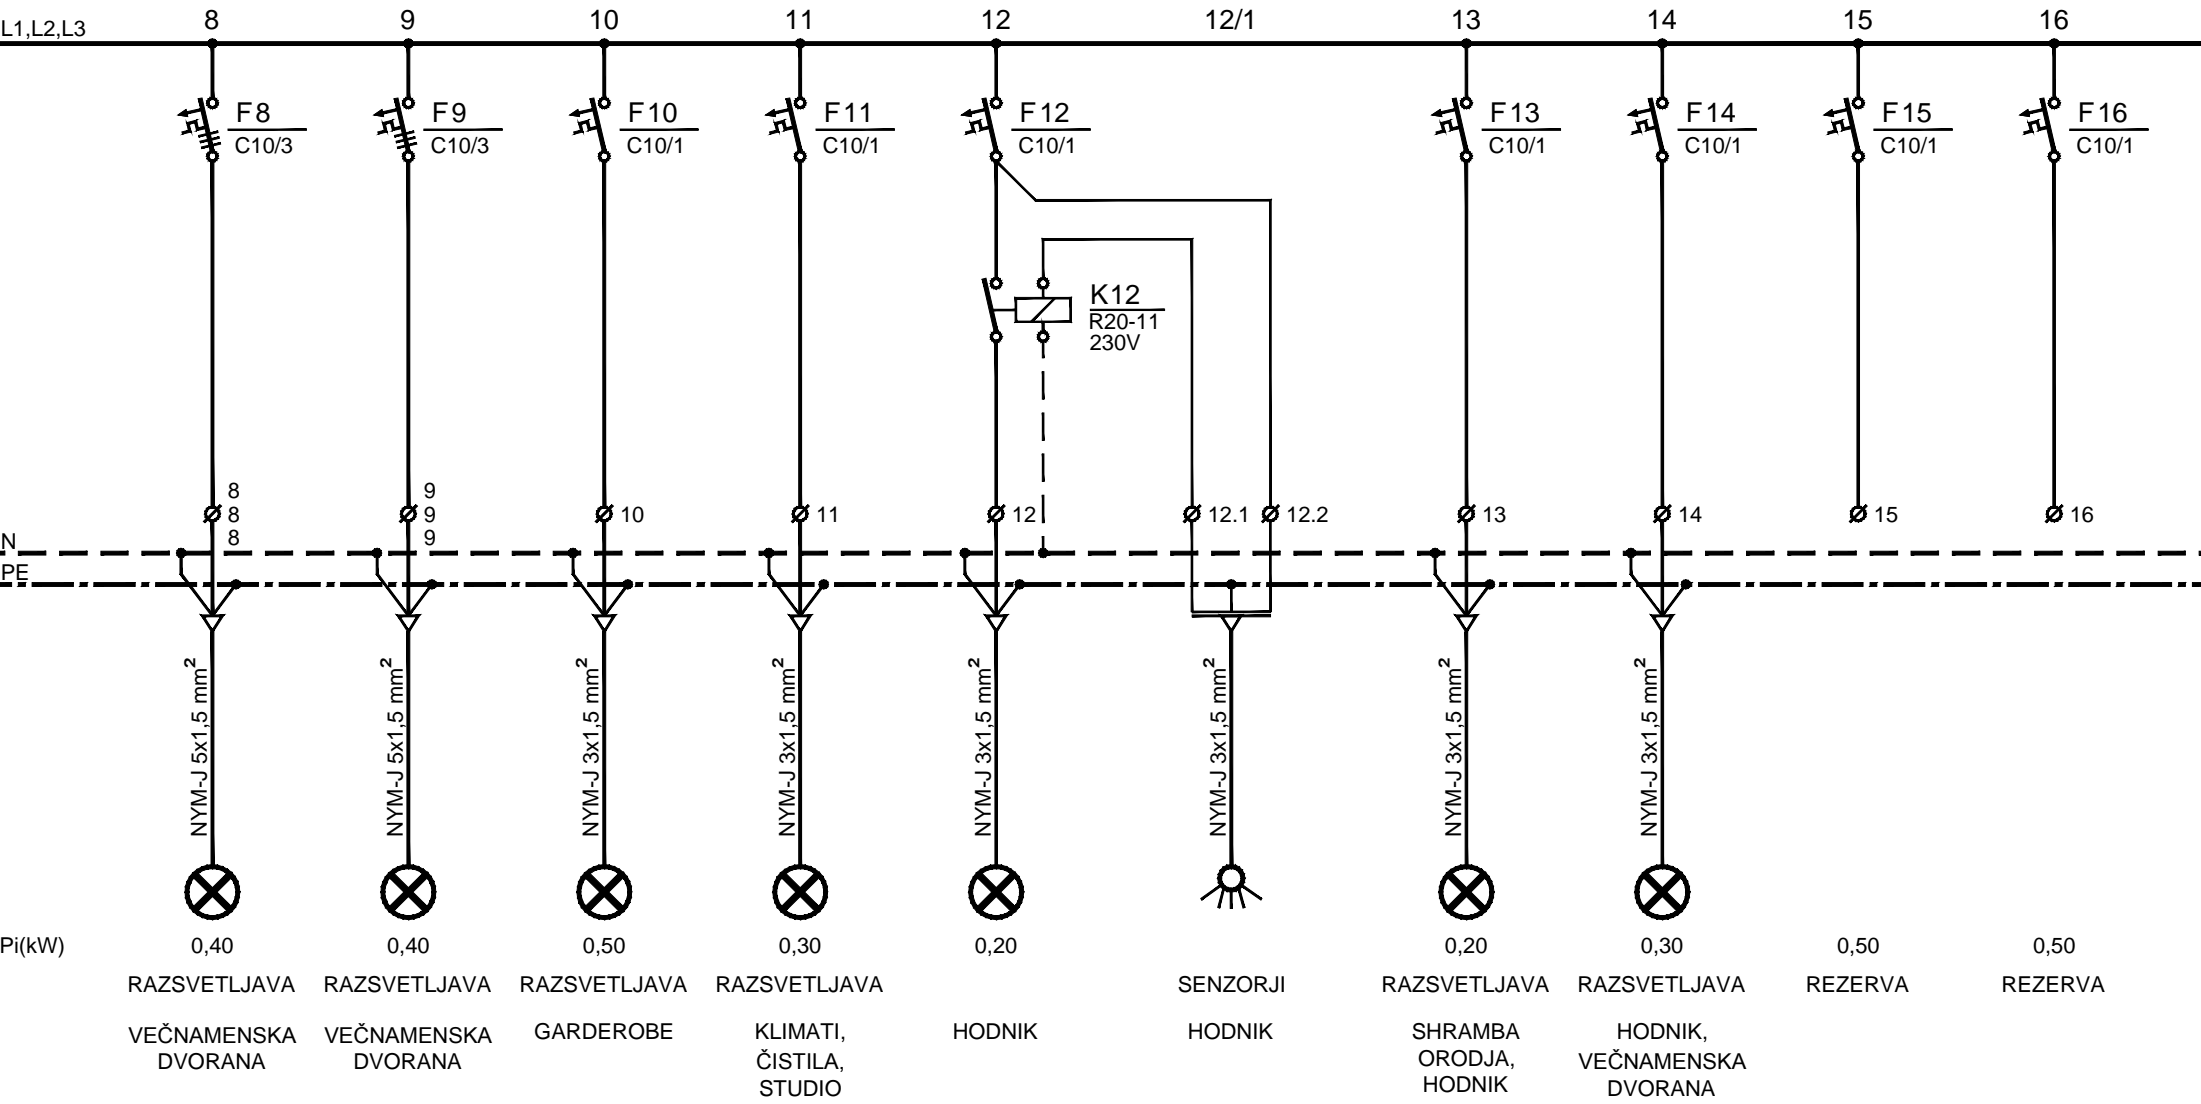 8 9 10 11 12 12/1 13 14 15 16
L1,L2,L3
F8 F9 F10 F11 F12 F13 F14 F15 F16
C10/3 C10/3 C10/1 C10/1 C10/1 C10/1 C10/1 C10/1 C10/1
K12
R20-11
230V
8 9
8 9 10 11 12 12.1 12.2 13 14 15 16
8 9
N
PE
NYM-J 5x1,5 mm²
NYM-J 5x1,5 mm²
NYM-J 3x1,5 mm²
NYM-J 3x1,5 mm²
NYM-J 3x1,5 mm²
NYM-J 3x1,5 mm²
NYM-J 3x1,5 mm²
NYM-J 3x1,5 mm²
Pi(kW) 0,40 0,40 0,50 0,30 0,20 0,20 0,30 0,50 0,50
RAZSVETLJAVA RAZSVETLJAVA RAZSVETLJAVA RAZSVETLJAVA SENZORJI RAZSVETLJAVA RAZSVETLJAVA REZERVA REZERVA
VEČNAMENSKA
DVORANA
VEČNAMENSKA
DVORANA
GARDEROBE
KLIMATI,
ČISTILA,
STUDIO
HODNIK
HODNIK
SHRAMBA
ORODJA,
HODNIK
HODNIK,
VEČNAMENSKA
DVORANA